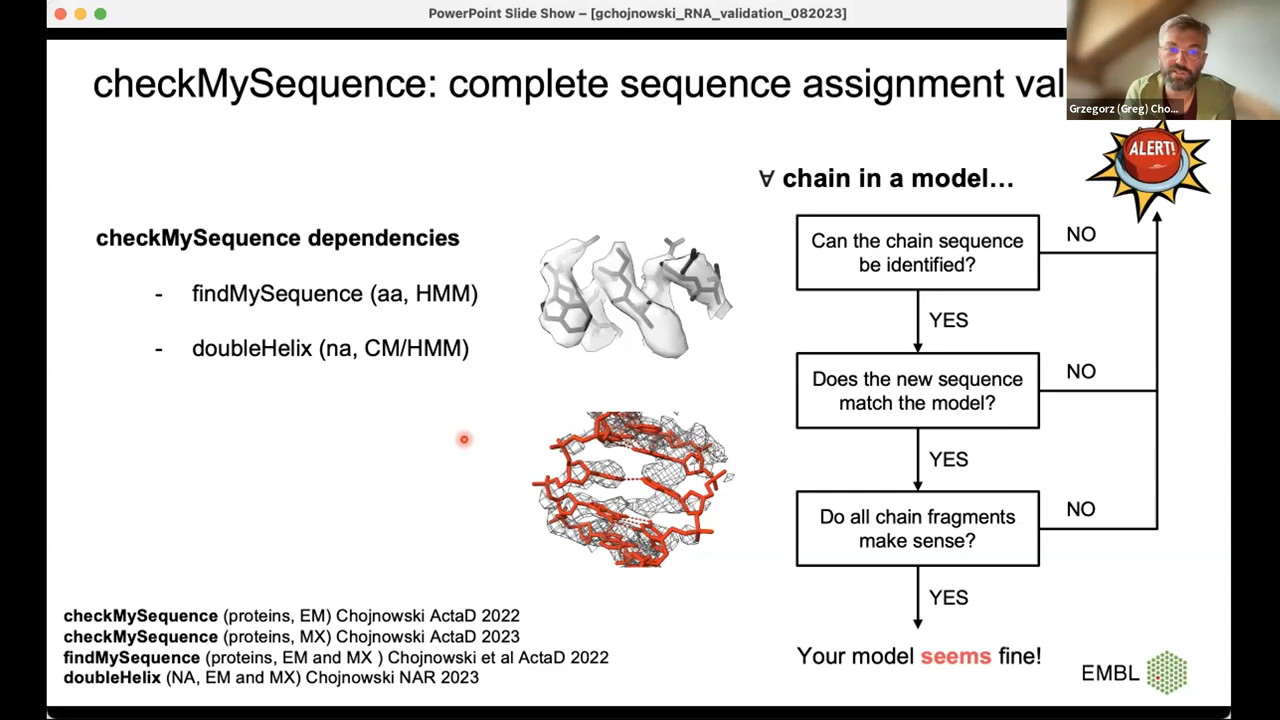 PowerPoint Slide Show – [gchojnowski_RNA_validation_082023]
checkMySequence: complete sequence assignment val
Grzegorz (Greg) Cho...
ALERT!
∀ chain in a model...
checkMySequence dependencies
- findMySequence (aa, HMM)
- doubleHelix (na, CM/HMM)
Can the chain sequence
be identified?
NO
YES
Does the new sequence
match the model?
NO
YES
Do all chain fragments
make sense?
NO
YES
Your model seems fine!
checkMySequence (proteins, EM) Chojnowski ActaD 2022
checkMySequence (proteins, MX) Chojnowski ActaD 2023
findMySequence (proteins, EM and MX ) Chojnowski et al ActaD 2022
doubleHelix (NA, EM and MX) Chojnowski NAR 2023
EMBL